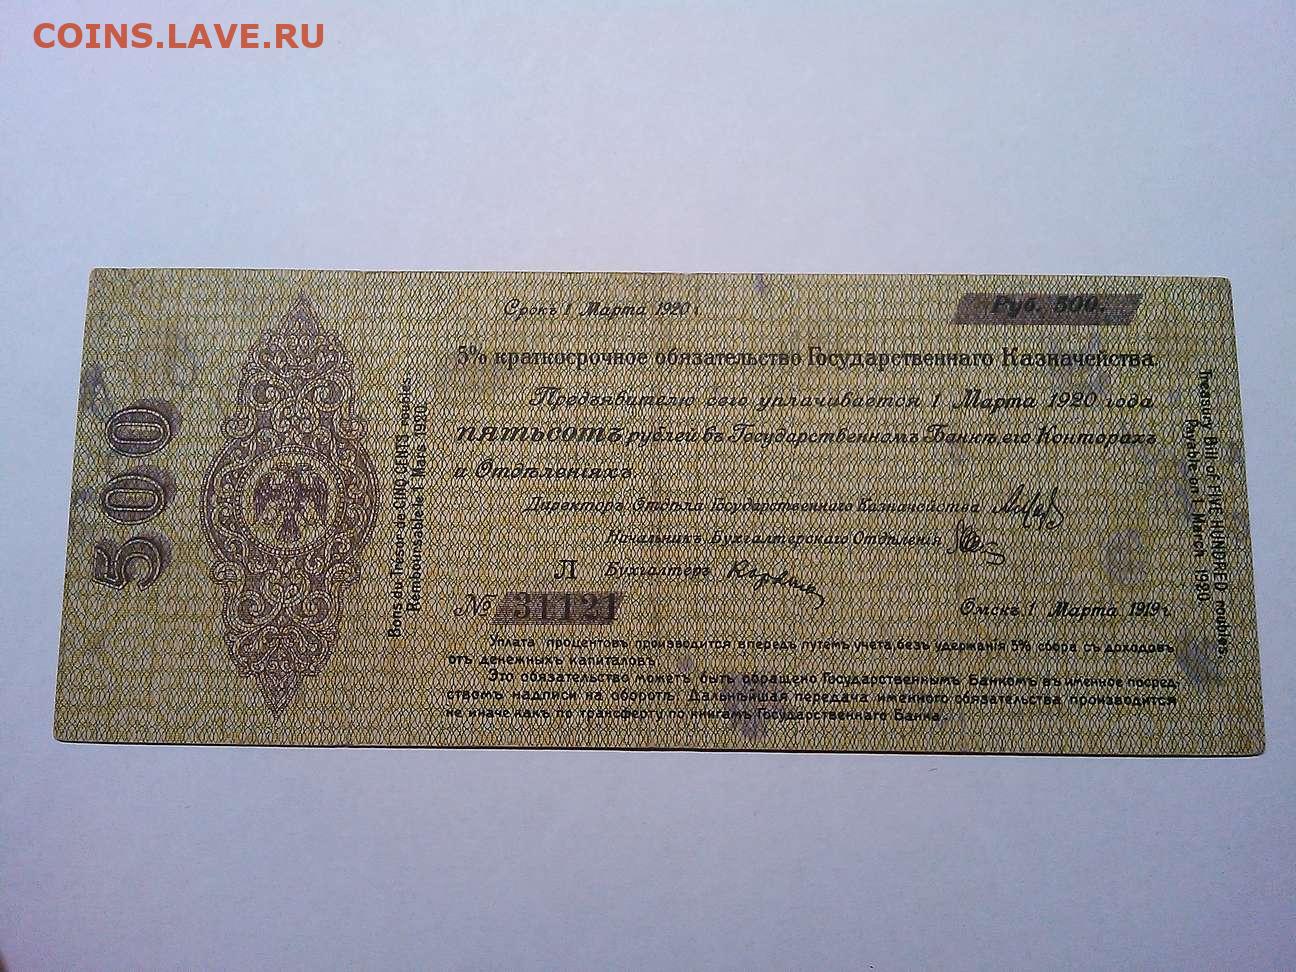 COINS.LAVE.RU
Срокъ 1 Марта 1920 г.
Руб. 500.
5% краткосрочное обязательство Государственнаго Казначейства
Предъявителю сего уплачивается 1 Марта 1920 года
пятьсотъ рублей въ Государственномъ Банкѣ, его Конторахъ
и Отдѣленіяхъ
Директоръ Отдѣла Государственнаго Казначейства
Начальникъ Бухгалтерскаго Отдѣленія
Л Бухгалтеръ
№ 31121
Омскъ 1 Марта 1919 г.
Уплата процентовъ производится впередъ путемъ учета, безъ удержанія 5% сбора съ доходовъ
отъ денежныхъ капиталовъ
Это обязательство можетъ быть обращено Государственнымъ Банкомъ въ именное посред-
ствомъ надписи на оборотѣ. Дальнѣйшая передача именного обязательства производится
не иначе какъ по трансферту по книгамъ Государственнаго Банка.
500
Bons du Tresor de CINQ CENTS roubles
Remboursable le 1 Mars 1920.
Treasury Bill of FIVE HUNDRED roubles
Payable on 1 March 1920.